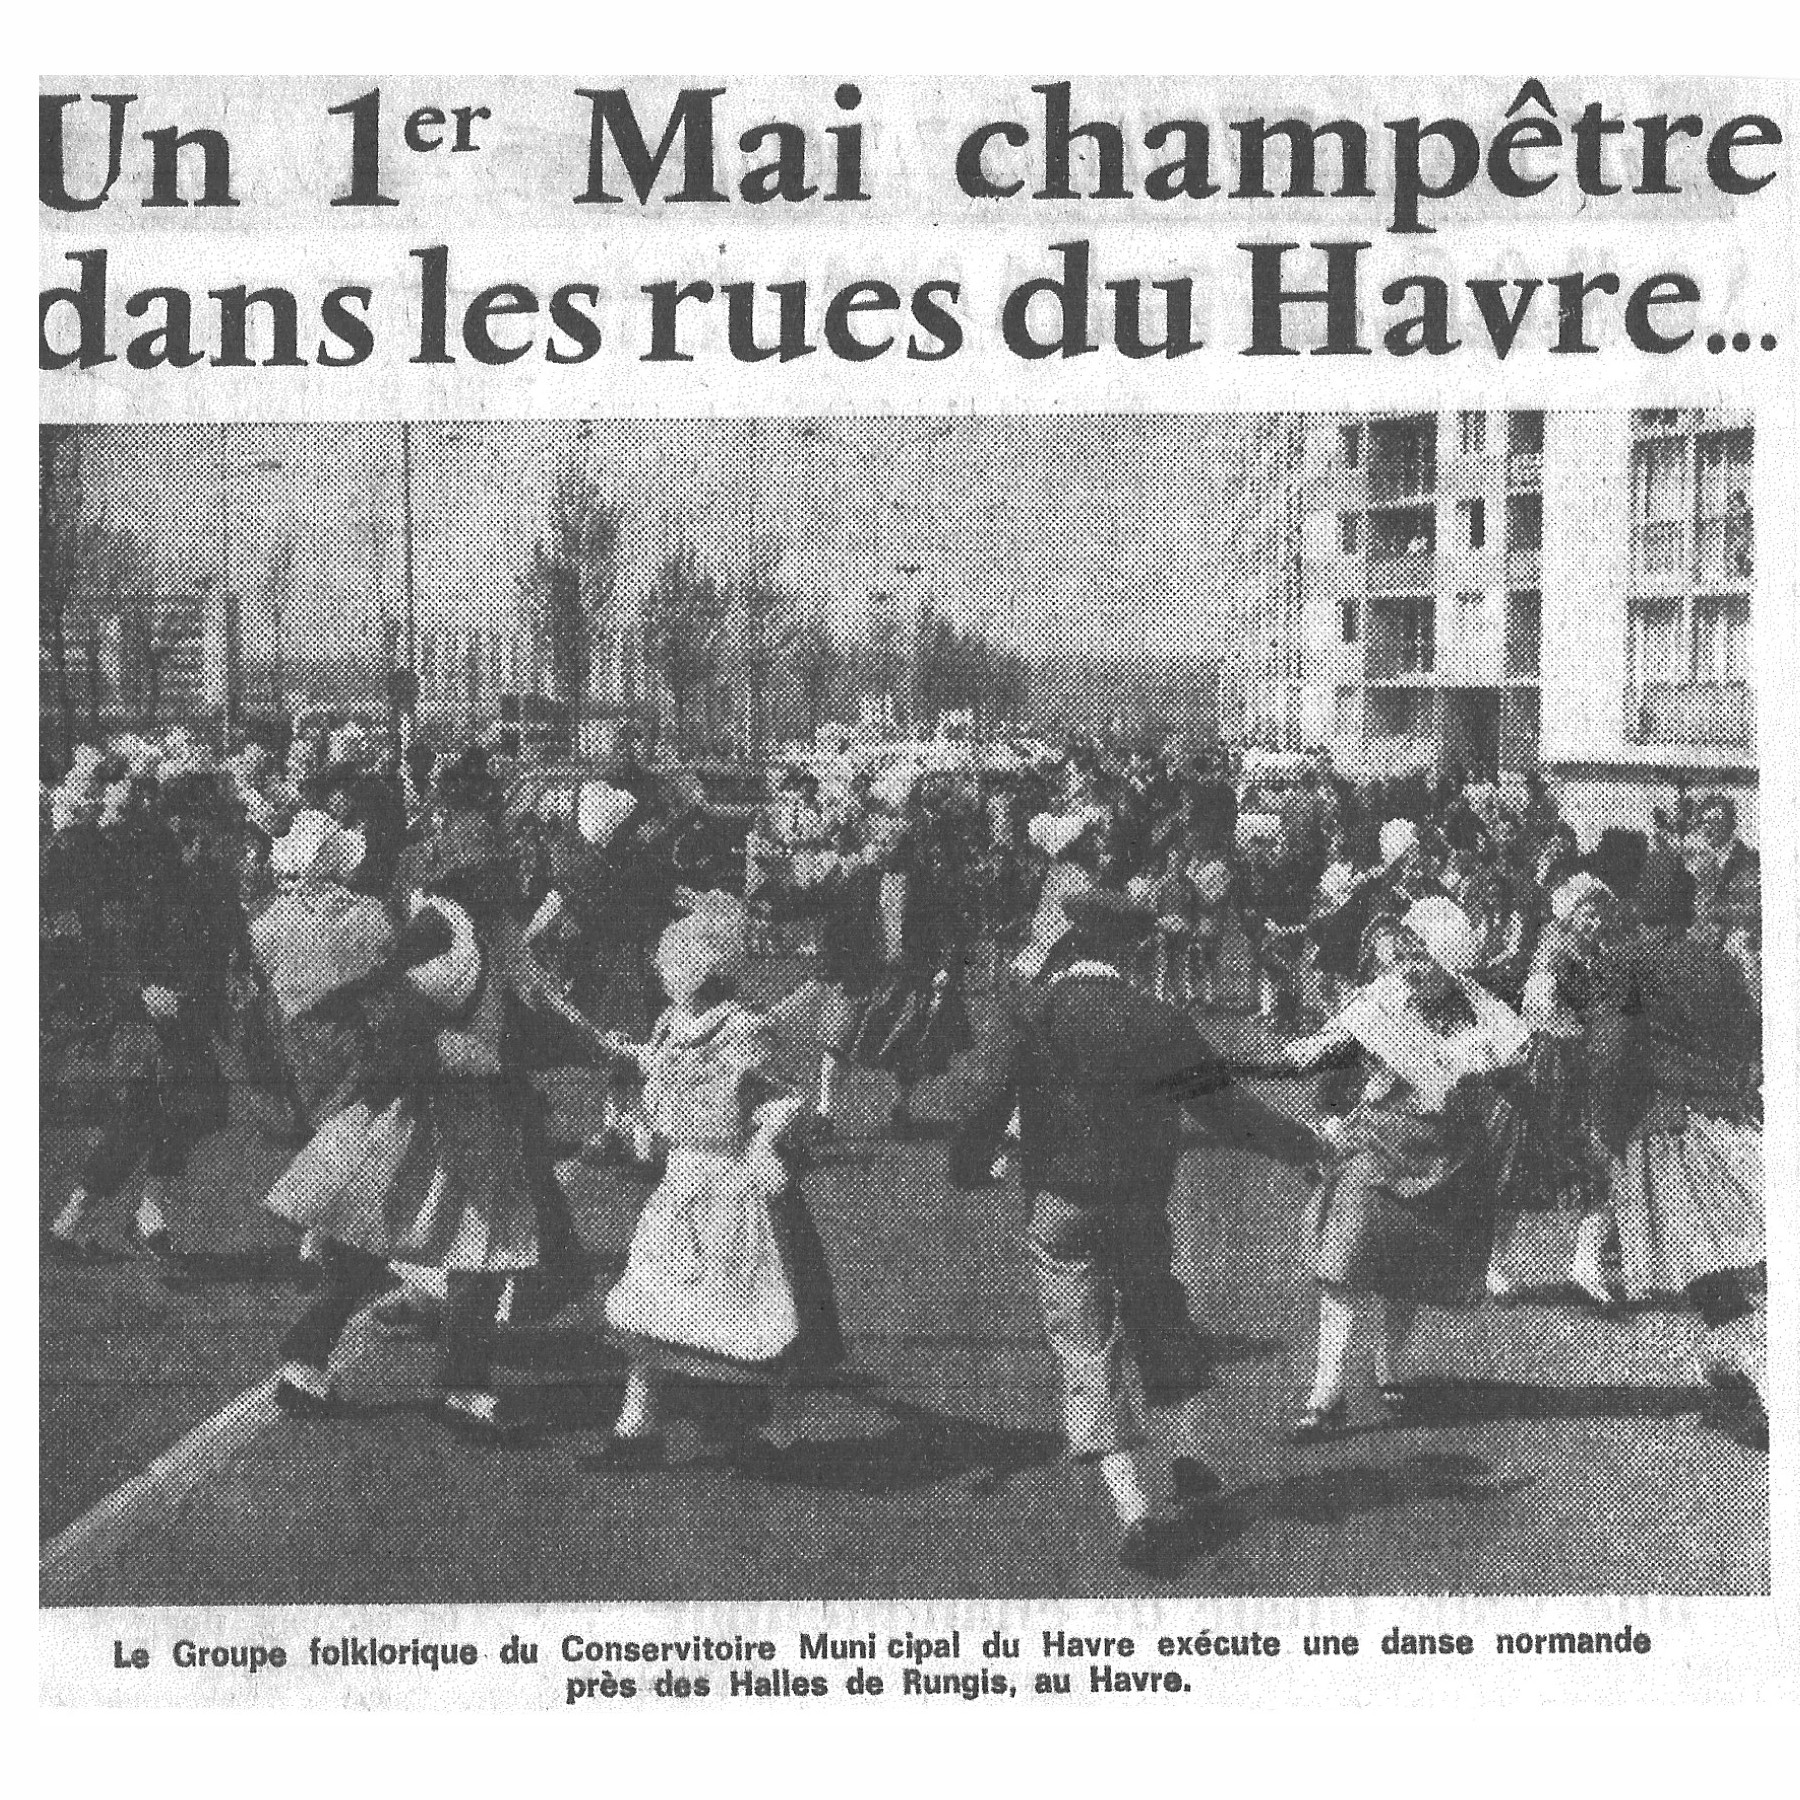 Un 1er Mai champêtre
dans les rues du Havre...
Le Groupe folklorique du Conservitoire Muni cipal du Havre exécute une danse normande
près des Halles de Rungis, au Havre.